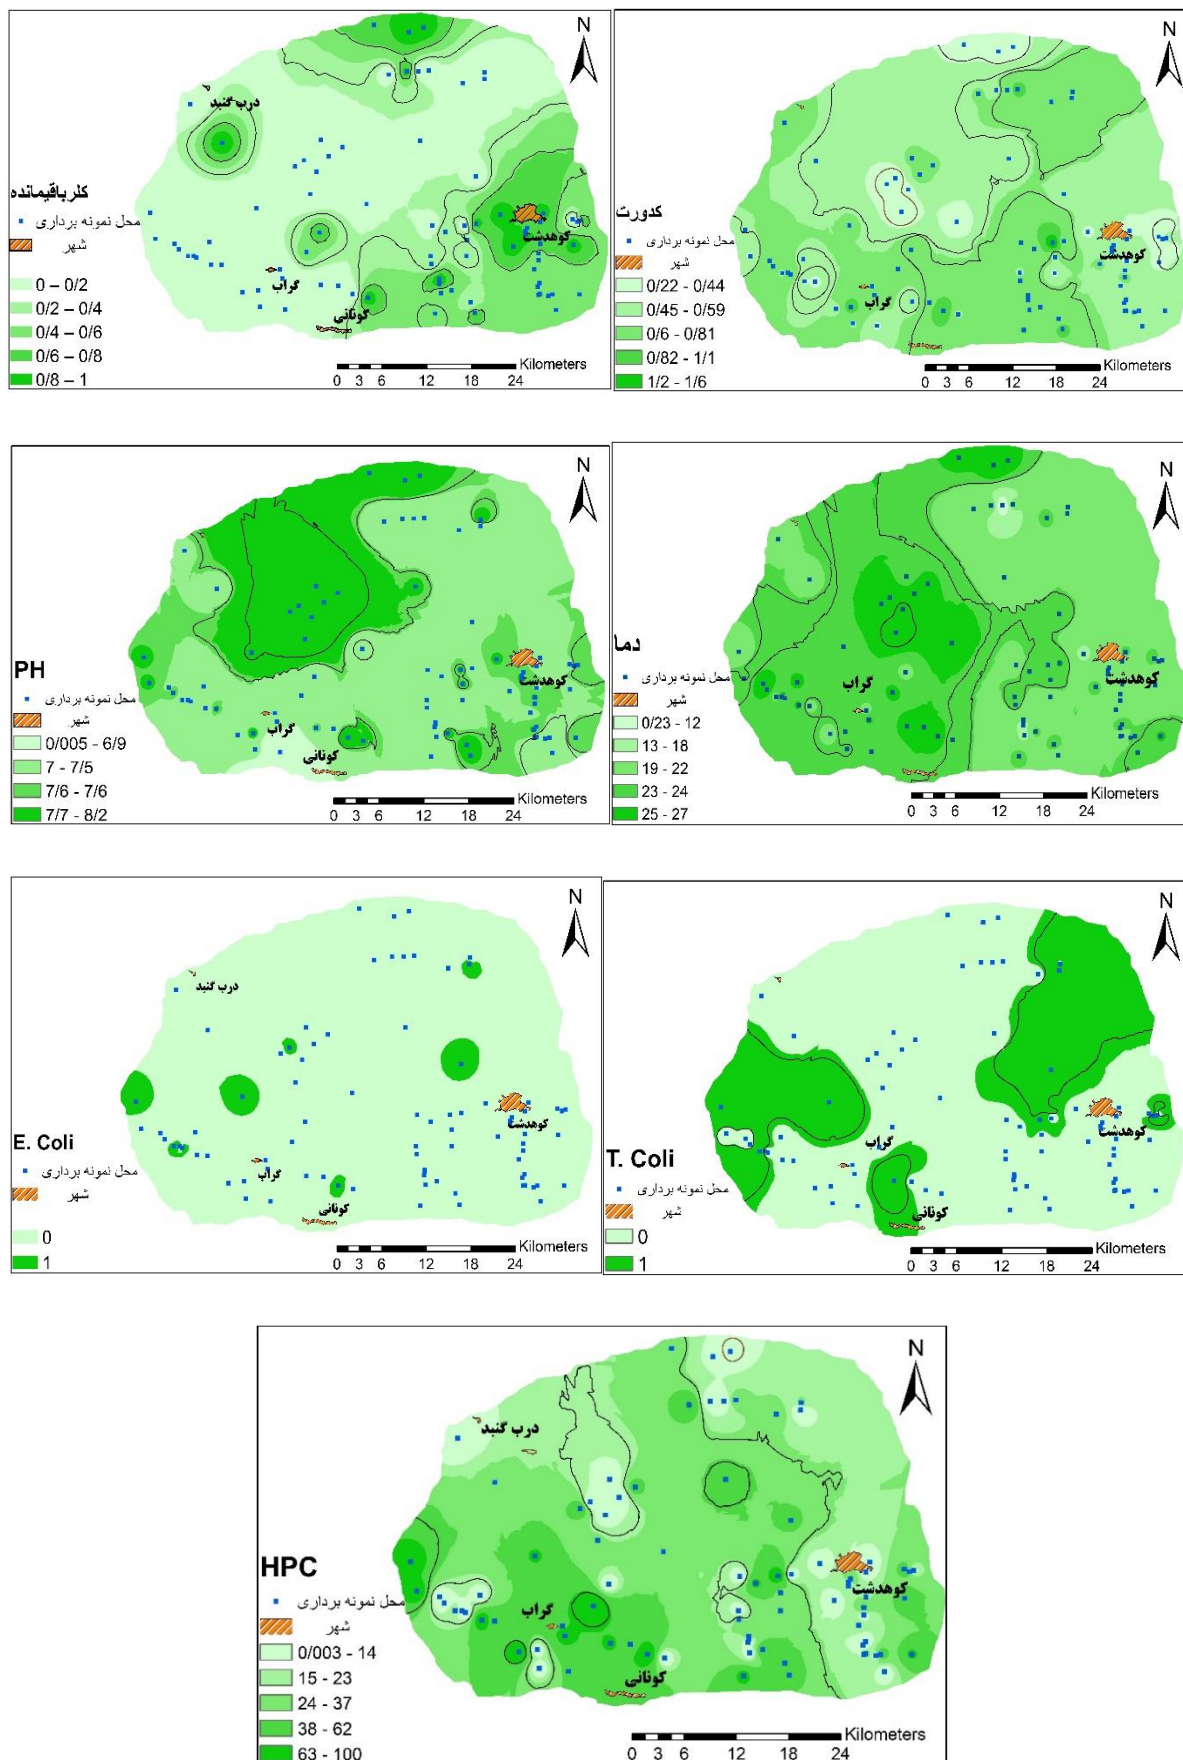 N
درب گنبد
کلرباقیمانده
محل نمونه برداری
شهر
کوهدشت
گراب
کونانی
0 – 0/2
0/2 – 0/4
0/4 – 0/6
0/6 – 0/8
0/8 – 1
Kilometers
0 3 6 12 18 24
N
کدورت
محل نمونه برداری
شهر
کوهدشت
گراب
0/22 - 0/44
0/45 - 0/59
0/6 - 0/81
0/82 - 1/1
1/2 - 1/6
Kilometers
0 3 6 12 18 24
N
PH
محل نمونه برداری
شهر
کوهدشت
گراب
کونانی
0/005 - 6/9
7 - 7/5
7/6 - 7/6
7/7 - 8/2
Kilometers
0 3 6 12 18 24
N
دما
محل نمونه برداری
شهر
کوهدشت
گراب
0/23 - 12
13 - 18
19 - 22
23 - 24
25 - 27
Kilometers
0 3 6 12 18 24
N
درب گنبد
E. Coli
محل نمونه برداری
شهر
کوهدشت
گراب
کونانی
0
1
Kilometers
0 3 6 12 18 24
N
T. Coli
محل نمونه برداری
شهر
کوهدشت
گراب
کونانی
0
1
Kilometers
0 3 6 12 18 24
N
درب گنبد
HPC
محل نمونه برداری
شهر
کوهدشت
گراب
کونانی
0/003 - 14
15 - 23
24 - 37
38 - 62
63 - 100
Kilometers
0 3 6 12 18 24